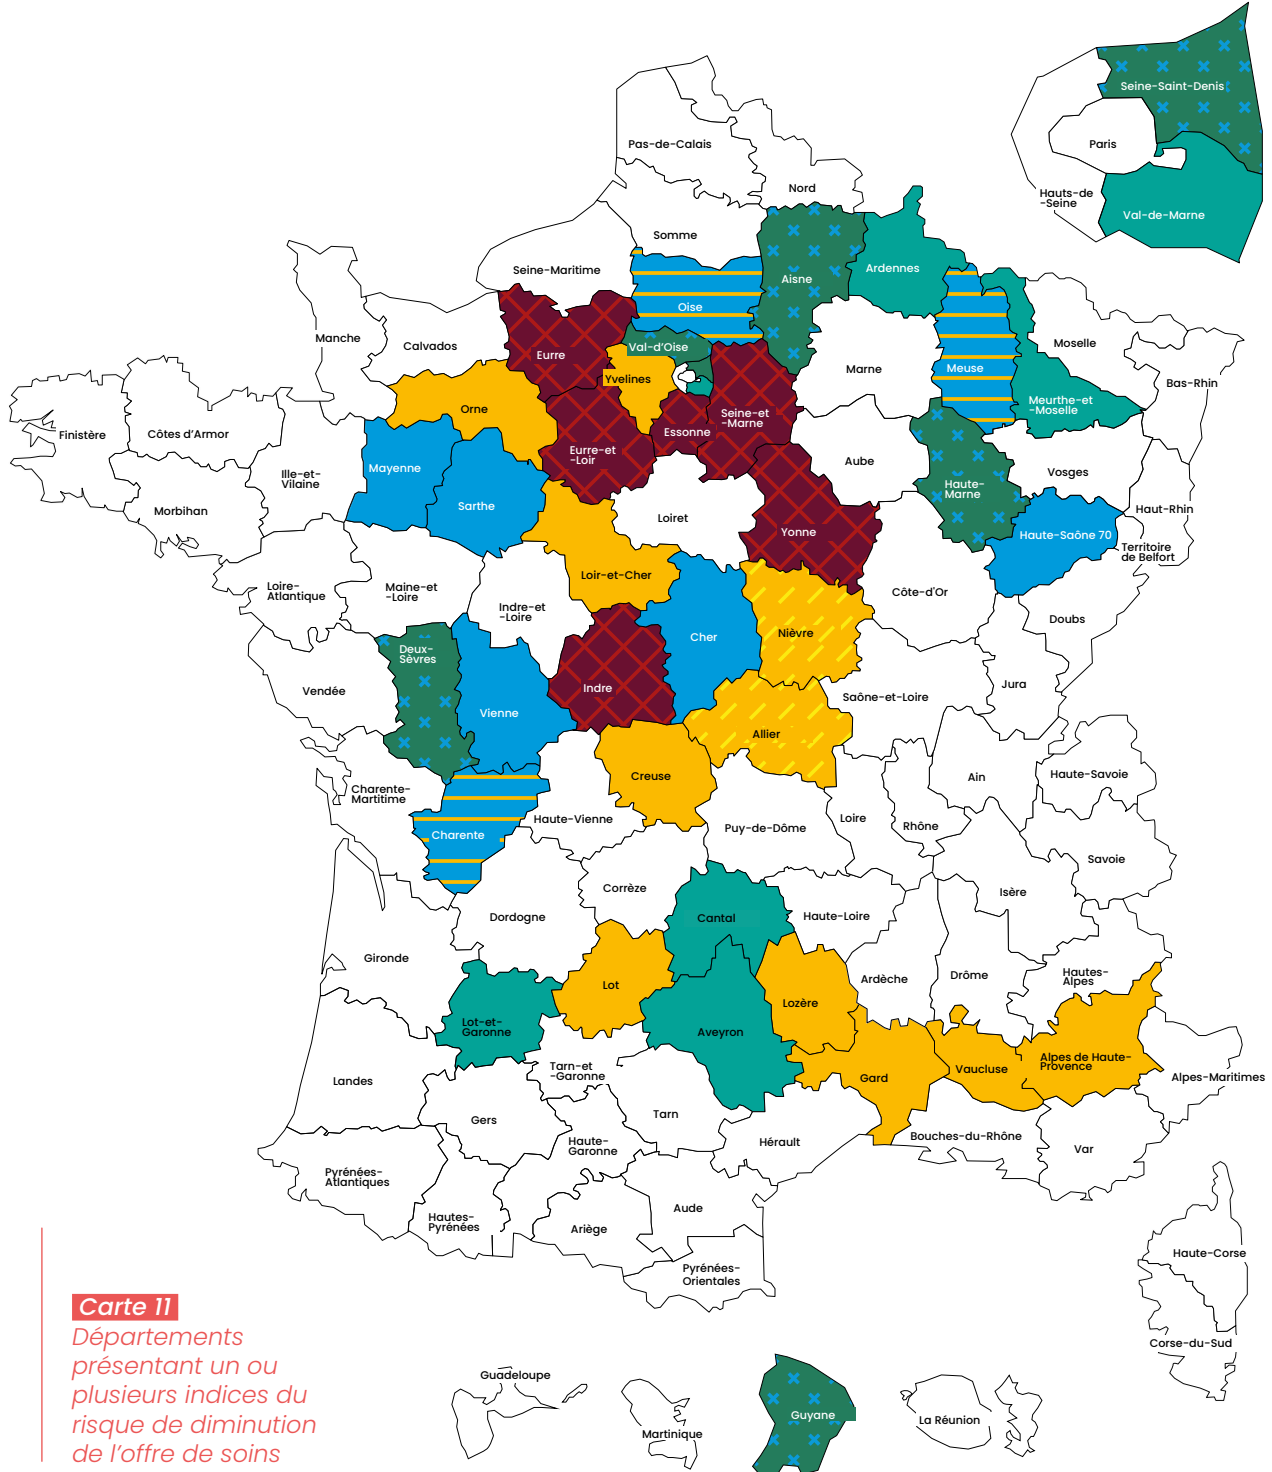 Seine-Saint-Denis
Pas-de-Calais
Paris
Nord
Hauts-de
-Seine
Val-de-Marne
Somme
Seine-Maritime
Ardennes
Aisne
Oise
Manche
Calvados
Eurre
Val-d'Oise
Moselle
Marne
Meuse
Yvelines
Bas-Rhin
Orne
Meurthe-et
-Moselle
Seine-et
-Marne
Essonne
Finistère
Côtes d'Armor
Eurre-et
-Loir
Mayenne
Aube
Vosges
Ille-et-
Vilaine
Haute-
Marne
Sarthe
Morbihan
Loiret
Haut-Rhin
Yonne
Haute-Saône 70
Territoire
de Belfort
Loir-et-Cher
Loire-
Atlantique
Maine-et
-Loire
Côte-d'Or
Indre-et
-Loire
Doubs
Cher
Nièvre
Deux-
Sèvres
Vendée
Indre
Jura
Saône-et-Loire
Vienne
Allier
Creuse
Ain
Haute-Savoie
Charente-
Martitime
Haute-Vienne
Loire
Rhône
Puy-de-Dôme
Charente
Savoie
Corrèze
Isère
Dordogne
Cantal
Haute-Loire
Gironde
Lot
Ardèche
Drôme
Hautes-
Alpes
Lozère
Lot-et-
Garonne
Aveyron
Alpes de Haute-
Provence
Tarn-et
-Garonne
Vaucluse
Gard
Landes
Alpes-Maritimes
Gers
Tarn
Haute-
Garonne
Hérault
Bouches-du-Rhône
Var
Pyrénées-
Atlantiques
Aude
Hautes-
Pyrénées
Ariège
Haute-Corse
Pyrénées-
Orientales
Carte 11
Départements
présentant un ou
plusieurs indices du
risque de diminution
de l'offre de soins
Corse-du-Sud
Guadeloupe
Guyane
La Réunion
Martinique